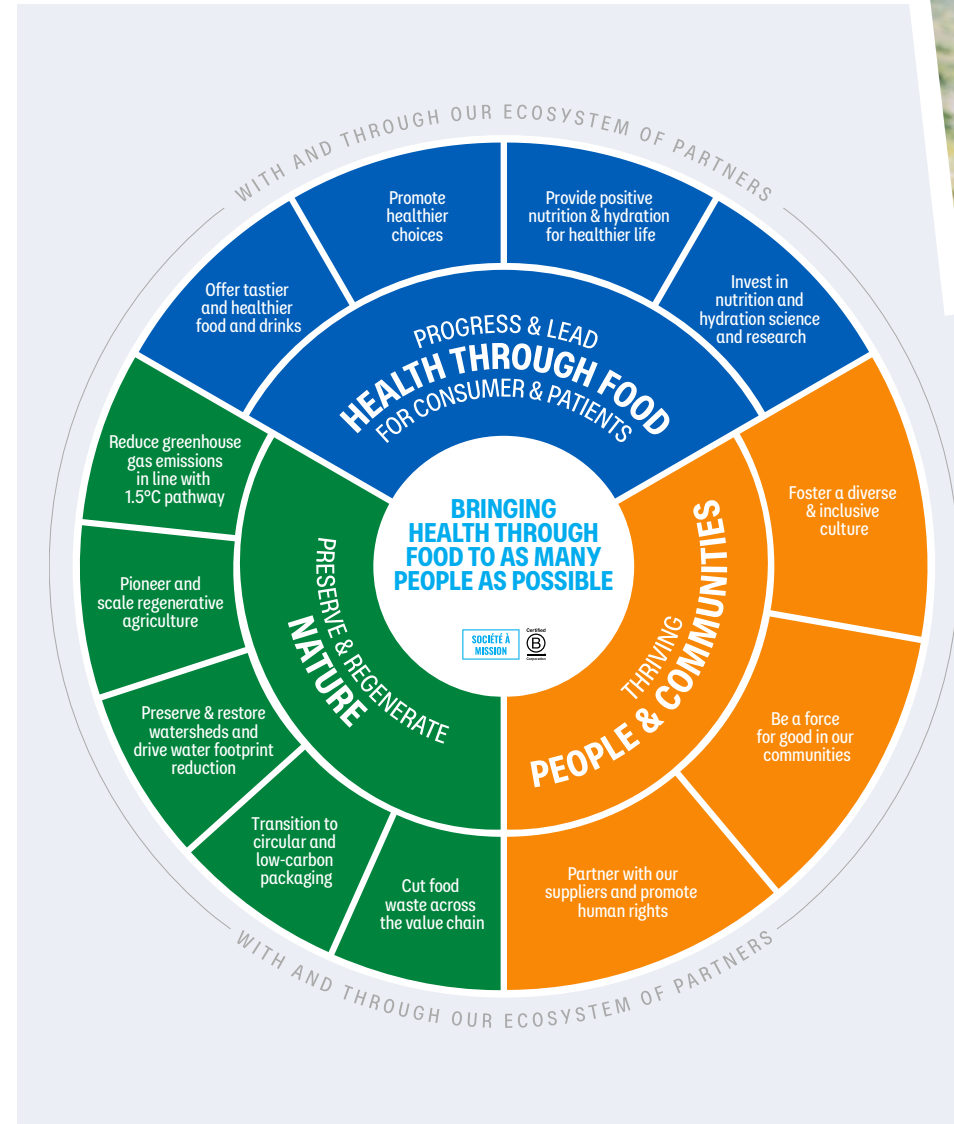 WITH AND THROUGH OUR ECOSYSTEM OF PARTNERS
Offer tastier
and healthier
food and drinks
Promote
healthier
choices
Provide positive
nutrition & hydration
for healthier life
Invest in
nutrition and
hydration science
and research
PROGRESS & LEAD
HEALTH THROUGH FOOD
FOR CONSUMER & PATIENTS
BRINGING
HEALTH THROUGH
FOOD TO AS MANY
PEOPLE AS POSSIBLE
SOCIÉTÉ À
MISSION
Certified
B
Corporation
PRESERVE & REGENERATE
NATURE
Reduce greenhouse
gas emissions
in line with
1.5°C pathway
Pioneer and
scale regenerative
agriculture
Preserve & restore
watersheds and
drive water footprint
reduction
Transition to
circular and
low-carbon
packaging
Cut food
waste across
the value chain
THRIVING
PEOPLE & COMMUNITIES
Foster a diverse
& inclusive
culture
Be a force
for good in our
communities
Partner with our
suppliers and promote
human rights
WITH AND THROUGH OUR ECOSYSTEM OF PARTNERS